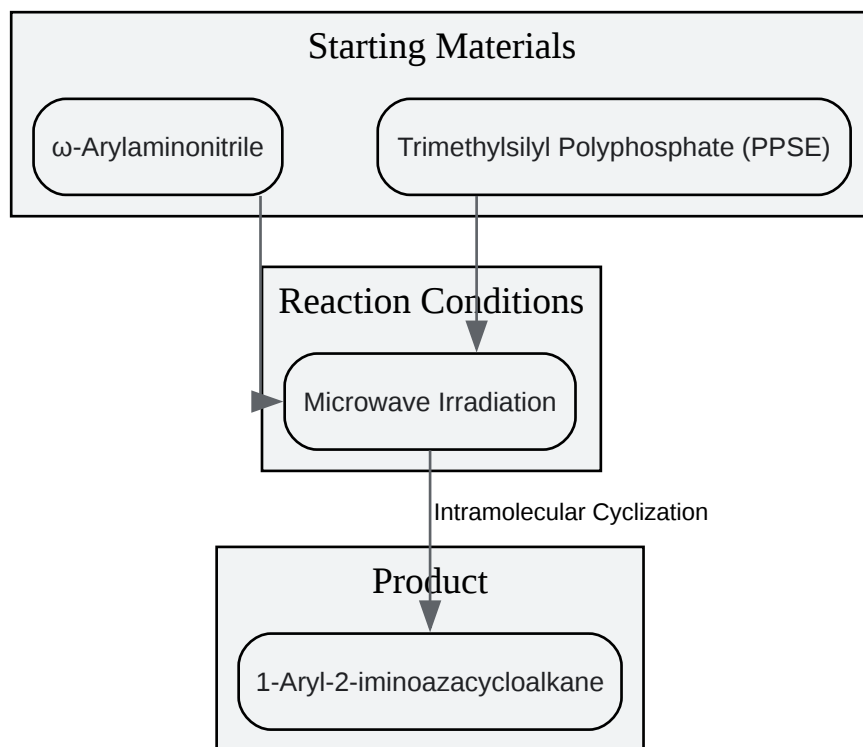 Starting Materials
ω-Arylaminonitrile
Trimethylsilyl Polyphosphate (PPSE)
Reaction Conditions
Microwave Irradiation
Intramolecular Cyclization
Product
1-Aryl-2-iminoazacycloalkane